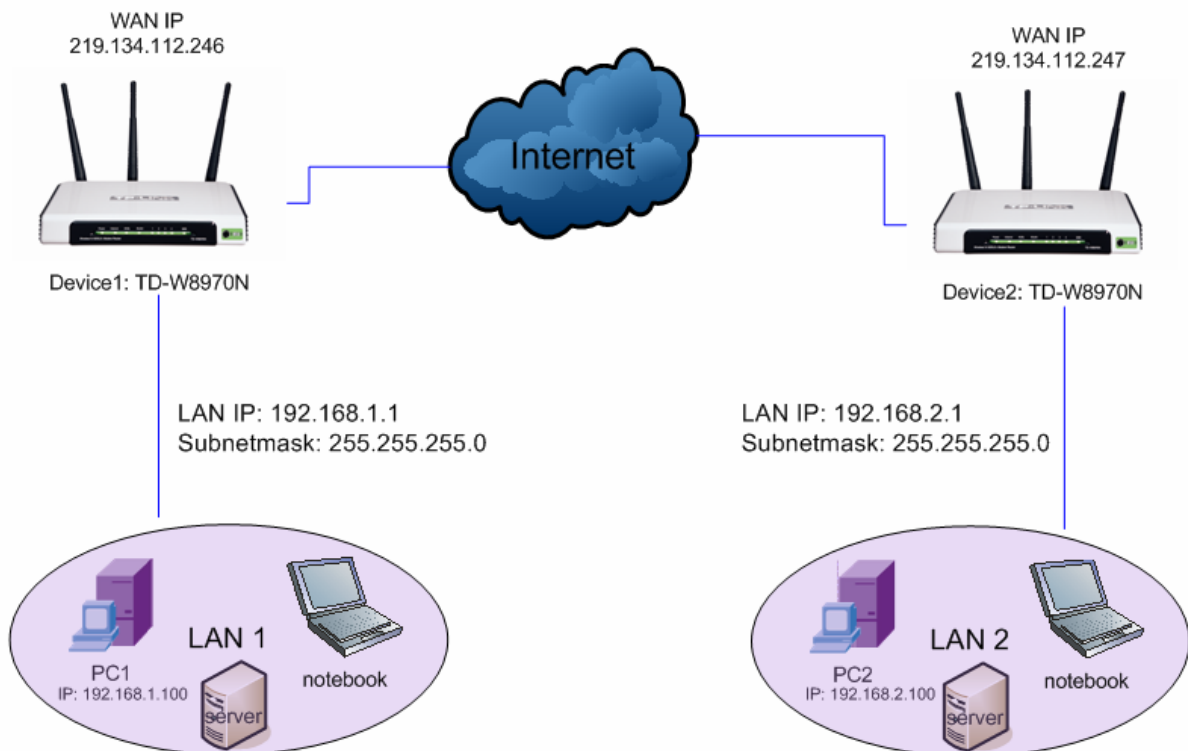 WAN IP
219.134.112.246
WAN IP
219.134.112.247
Internet
Device1: TD-W8970N
Device2: TD-W8970N
LAN IP: 192.168.1.1
Subnetmask: 255.255.255.0
LAN IP: 192.168.2.1
Subnetmask: 255.255.255.0
LAN 1
PC1
IP: 192.168.1.100
server
notebook
LAN 2
PC2
IP: 192.168.2.100
server
notebook